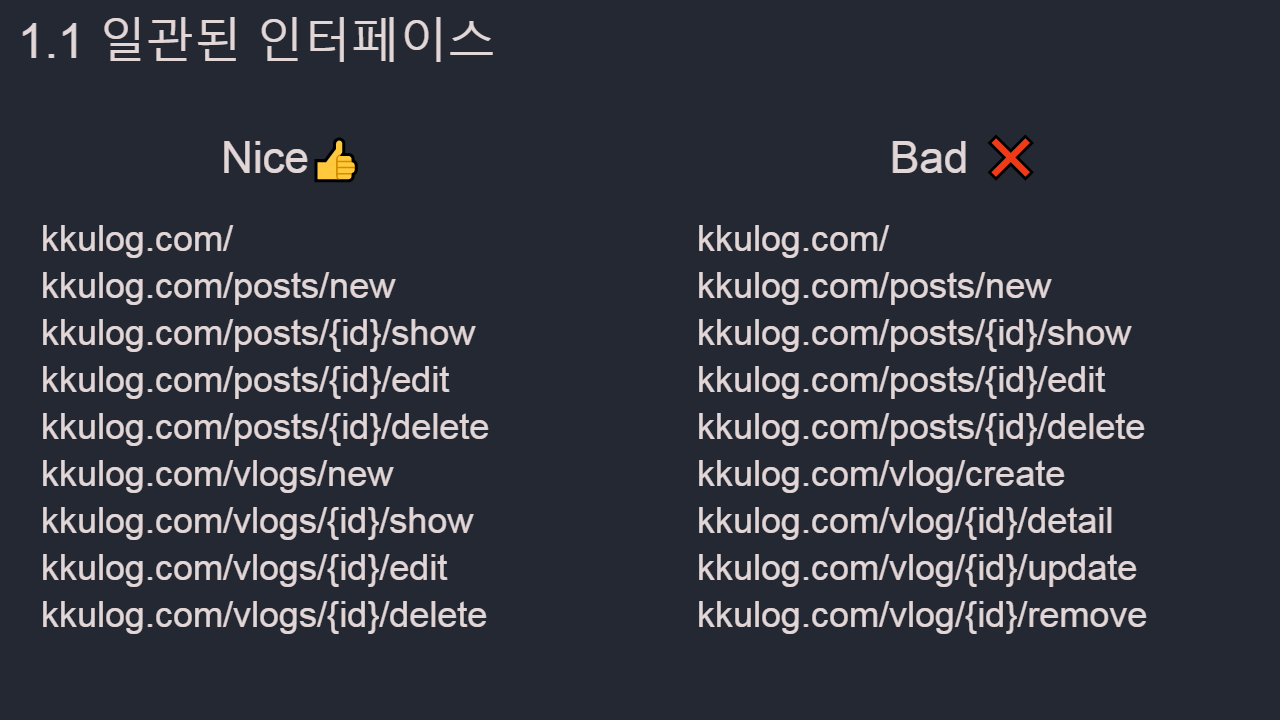 1.1 일관된 인터페이스
Nice👍
kkulog.com/
kkulog.com/posts/new
kkulog.com/posts/{id}/show
kkulog.com/posts/{id}/edit
kkulog.com/posts/{id}/delete
kkulog.com/vlogs/new
kkulog.com/vlogs/{id}/show
kkulog.com/vlogs/{id}/edit
kkulog.com/vlogs/{id}/delete
Bad ❌
kkulog.com/
kkulog.com/posts/new
kkulog.com/posts/{id}/show
kkulog.com/posts/{id}/edit
kkulog.com/posts/{id}/delete
kkulog.com/vlog/create
kkulog.com/vlog/{id}/detail
kkulog.com/vlog/{id}/update
kkulog.com/vlog/{id}/remove